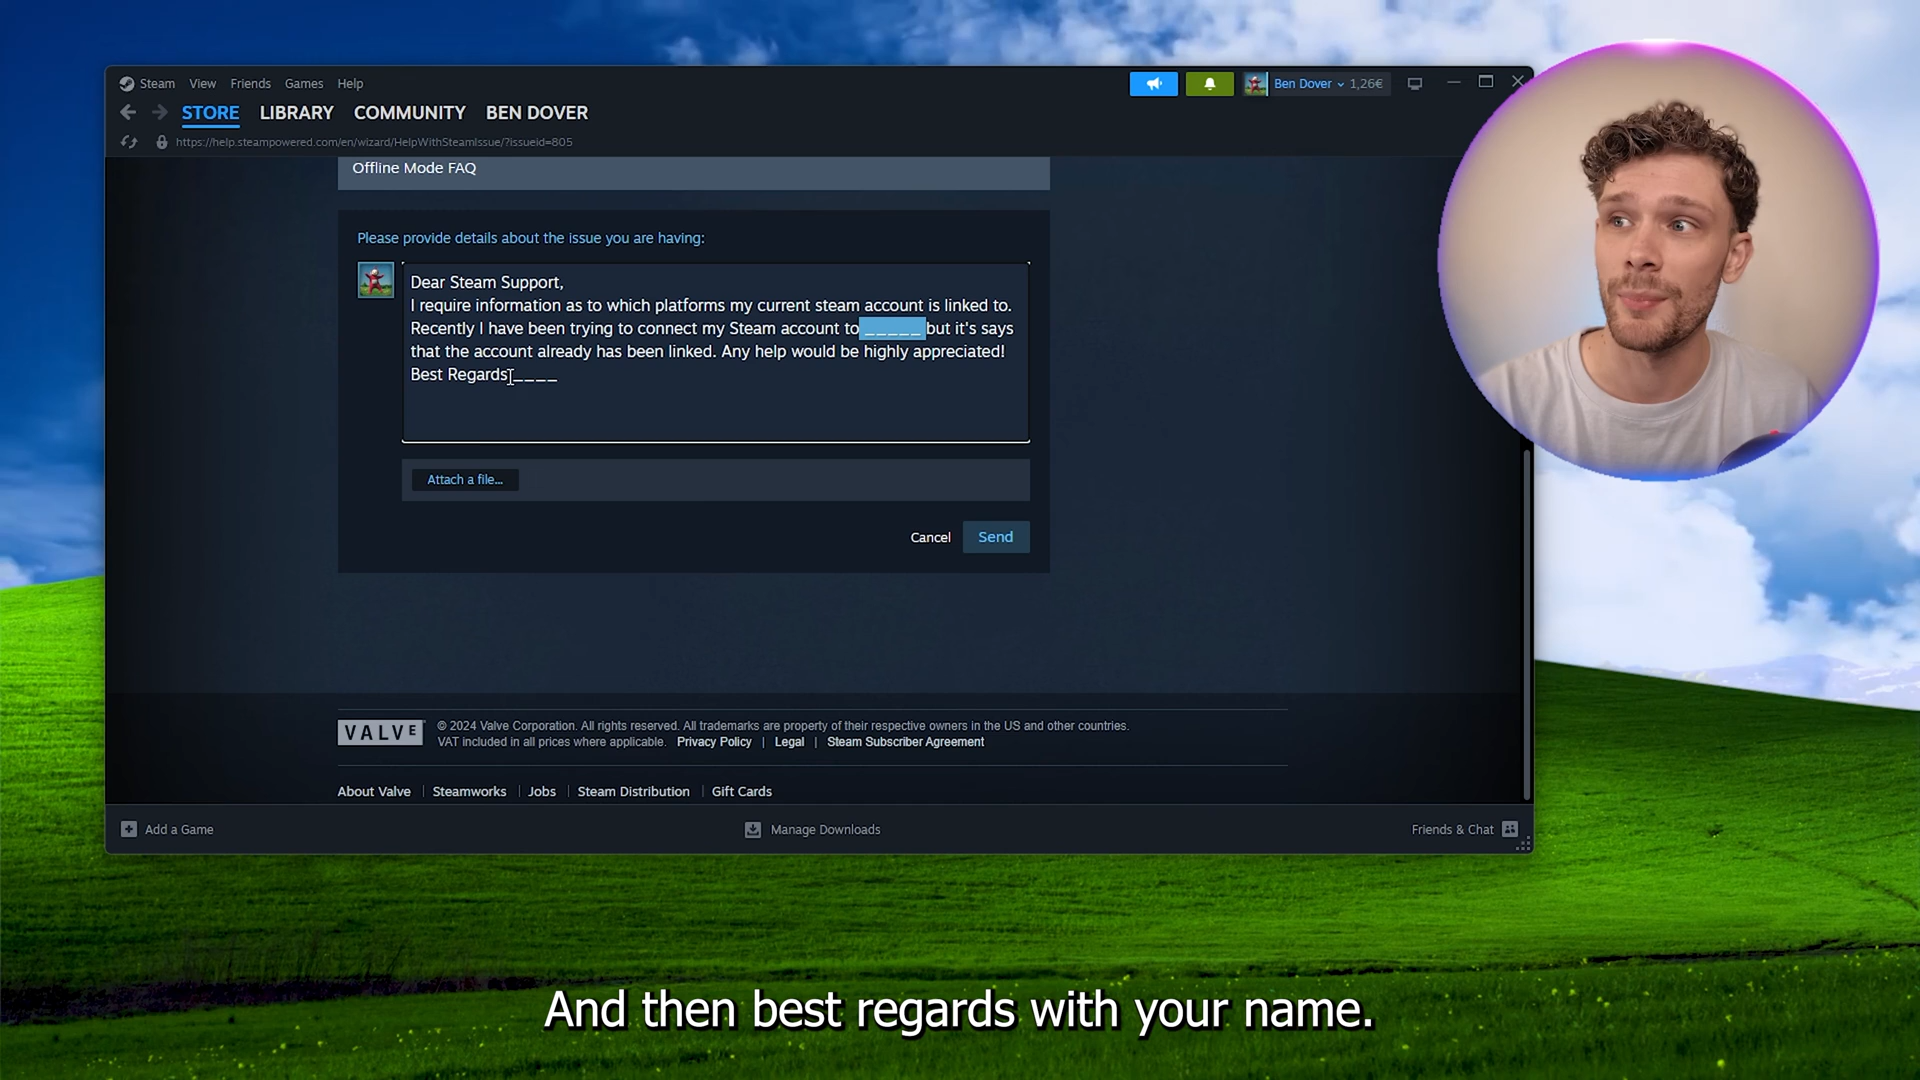 Steam View Friends Games Help
Ben Dover 1,26€
STORE LIBRARY COMMUNITY BEN DOVER
https://help.steampowered.com/en/wizard/HelpWithSteamIssue/?issueid=805
Offline Mode FAQ
Please provide details about the issue you are having:
Dear Steam Support,
I require information as to which platforms my current steam account is linked to.
Recently I have been trying to connect my Steam account to _____ but it's says
that the account already has been linked. Any help would be highly appreciated!
Best Regards ____
Attach a file...
Cancel Send
VALVE
© 2024 Valve Corporation. All rights reserved. All trademarks are property of their respective owners in the US and other countries.
VAT included in all prices where applicable. Privacy Policy | Legal | Steam Subscriber Agreement
About Valve | Steamworks | Jobs | Steam Distribution | Gift Cards
Add a Game Manage Downloads Friends & Chat
And then best regards with your name.